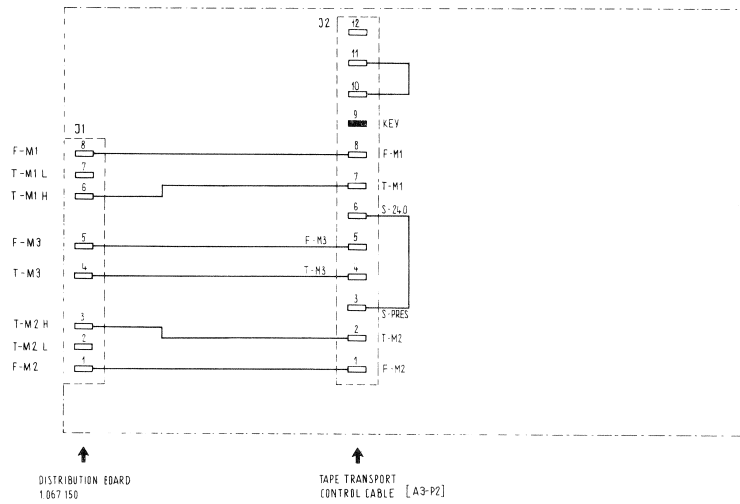 J2
12
11
10
9 KEY
J1
F-M1 8
8 F-M1
T-M1 L 7
T-M1 H 6
7 T-M1
6 S-240
F-M3 5
F-M3 5
T-M3 4
T-M3 4
3 S-PRES
T-M2 H 3
2 T-M2
T-M2 L 2
F-M2 1
1 F-M2
DISTRIBUTION BOARD
1.067 150
TAPE TRANSPORT
CONTROL CABLE [A3-P2]